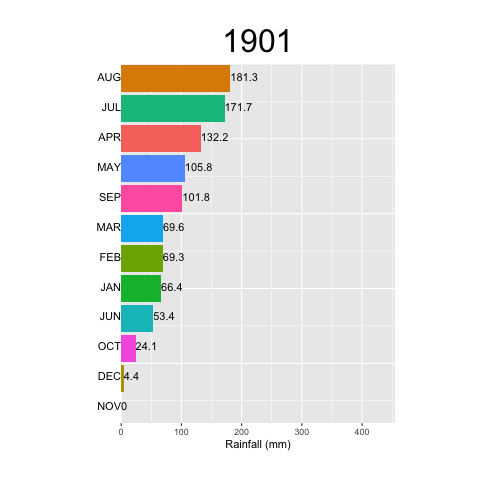 1901
AUG 181.3
JUL 171.7
APR 132.2
MAY 105.8
SEP 101.8
MAR 69.6
FEB 69.3
JAN 66.4
JUN 53.4
OCT 24.1
DEC 4.4
NOV 0
0 100 200 300 400
Rainfall (mm)